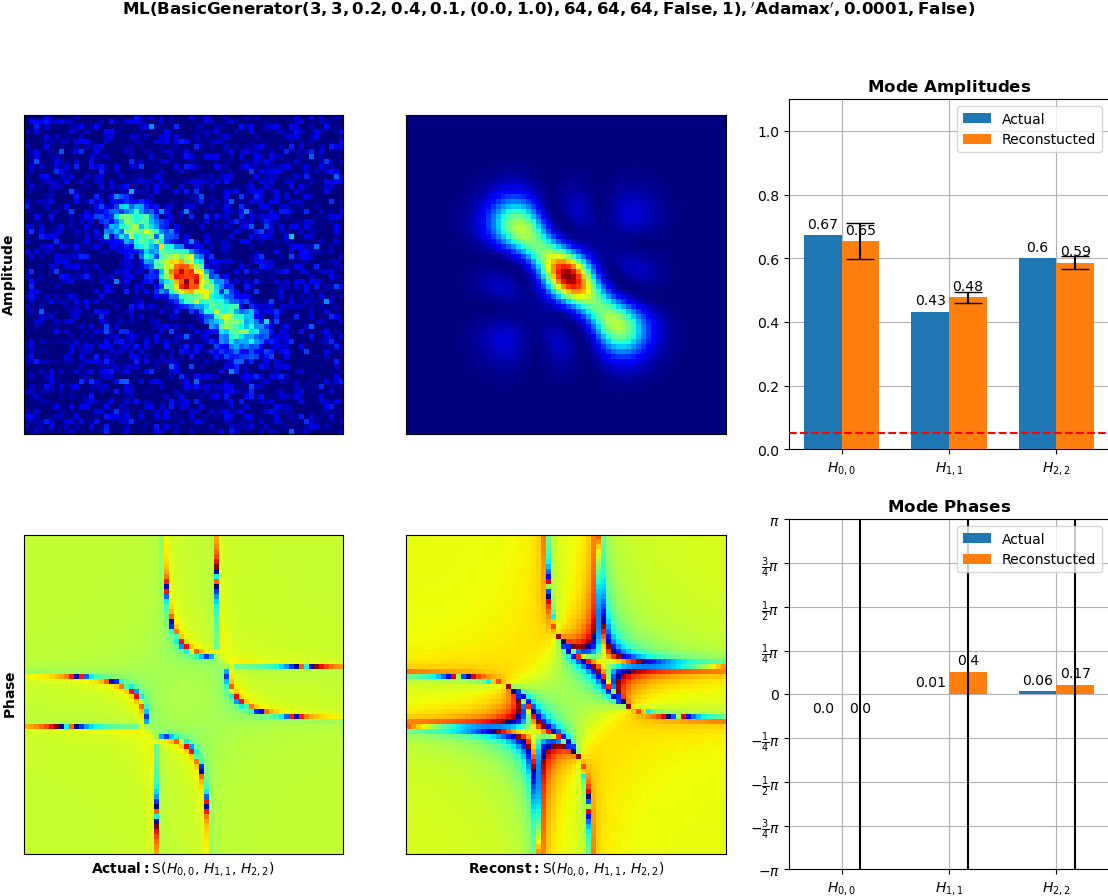 ML(BasicGenerator(3, 3, 0.2, 0.4, 0.1, (0.0, 1.0), 64, 64, 64, False, 1), ′Adamax′, 0.0001, False)
Mode Amplitudes
Actual
Reconstucted
1.0
0.8
0.6
0.4
0.2
0.0
0.67
0.65
0.43
0.48
0.6
0.59
H0,0
H1,1
H2,2
Amplitude
Mode Phases
Actual
Reconstucted
π
3/4π
1/2π
1/4π
0
−1/4π
−1/2π
−3/4π
−π
0.0
0.0
0.01
0.4
0.06
0.17
H0,0
H1,1
H2,2
Phase
Actual: S(H0,0, H1,1, H2,2)
Reconst: S(H0,0, H1,1, H2,2)